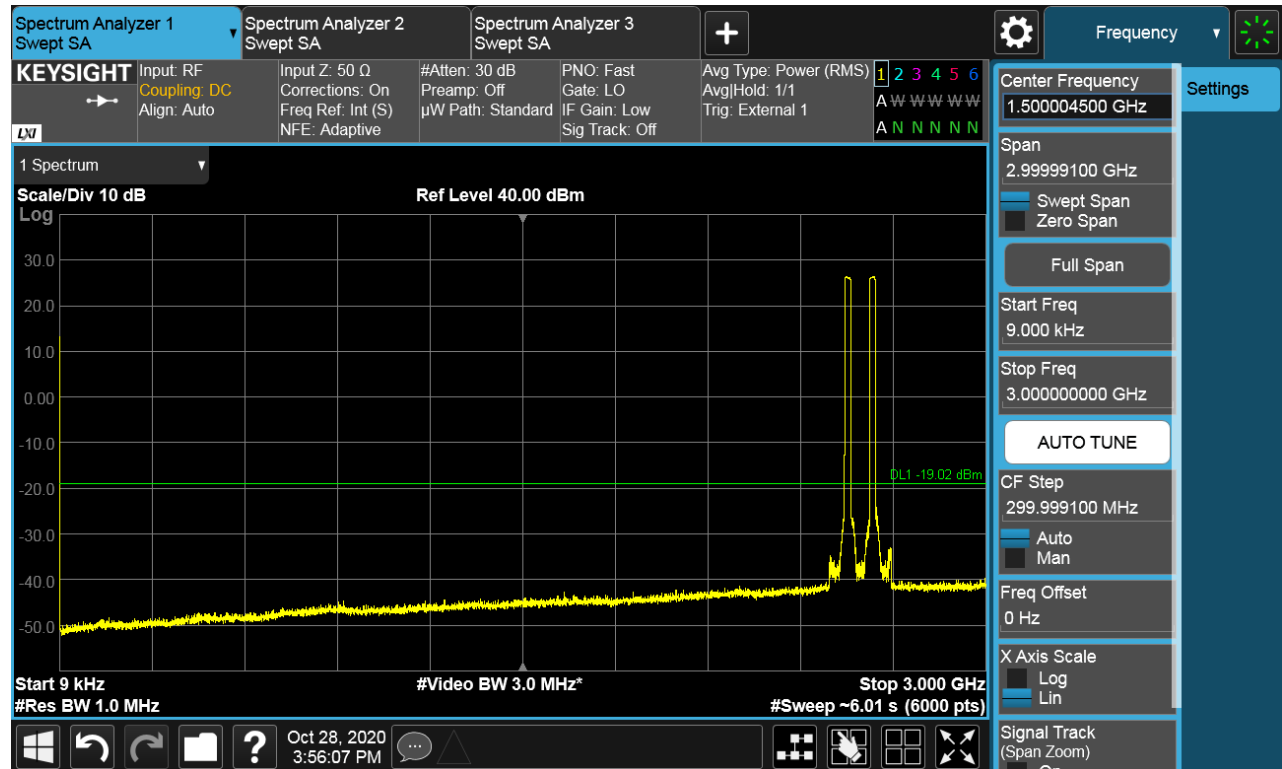 Spectrum Analyzer 1
Swept SA
Spectrum Analyzer 2
Swept SA
Spectrum Analyzer 3
Swept SA
Frequency
KEYSIGHT
LXI
Input: RF
Coupling: DC
Align: Auto
Input Z: 50 Ω
Corrections: On
Freq Ref: Int (S)
NFE: Adaptive
#Atten: 30 dB
Preamp: Off
µW Path: Standard
PNO: Fast
Gate: LO
IF Gain: Low
Sig Track: Off
Avg Type: Power (RMS)
Avg|Hold: 1/1
Trig: External 1
1 2 3 4 5 6
A W W W W W
A N N N N N
1 Spectrum
Scale/Div 10 dB
Ref Level 40.00 dBm
Log
30.0
20.0
10.0
0.00
-10.0
-20.0
-30.0
-40.0
-50.0
DL1 -19.02 dBm
Start 9 kHz
#Video BW 3.0 MHz*
Stop 3.000 GHz
#Res BW 1.0 MHz
#Sweep ~6.01 s (6000 pts)
Oct 28, 2020
3:56:07 PM
Settings
Center Frequency
1.500004500 GHz
Span
2.99999100 GHz
Swept Span
Zero Span
Full Span
Start Freq
9.000 kHz
Stop Freq
3.000000000 GHz
AUTO TUNE
CF Step
299.999100 MHz
Auto
Man
Freq Offset
0 Hz
X Axis Scale
Log
Lin
Signal Track
(Span Zoom)
On